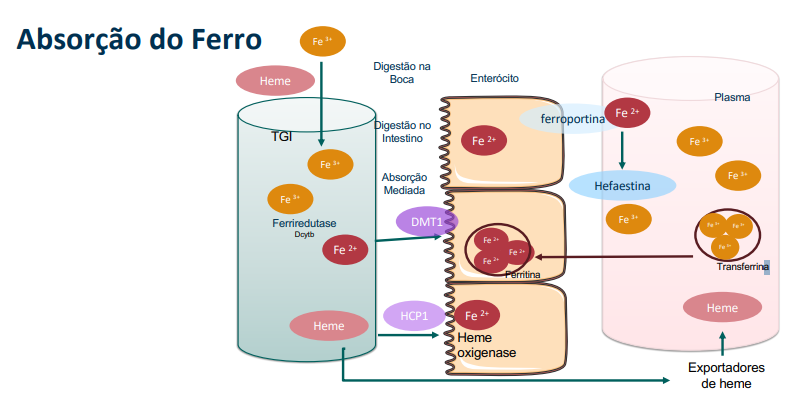 Absorção do Ferro
Fe 3+
Heme
TGI
Fe 3+
Fe 3+
Ferriredutase
Dcytb
Fe 2+
Heme
Digestão na
Boca
Digestão no
Intestino
Absorção
Mediada
DMT1
HCP1
Enterócito
Fe 2+
Fe 2+
Fe 2+
Fe 2+
Ferritina
Fe 2+
Heme
oxigenase
Plasma
ferroportina
Fe 2+
Fe 3+
Hefaestina
Fe 3+
Fe 3+
Fe 3+
Fe 3+
Fe 3+
Transferrina
Heme
Exportadores
de heme